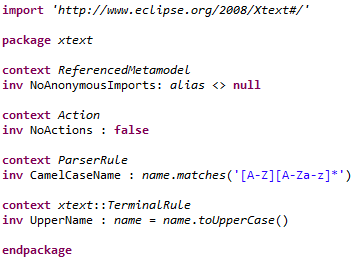 import 'http://www.eclipse.org/2008/Xtext#/'
package xtext
context ReferencedMetamodel
inv NoAnonymousImports: alias <> null
context Action
inv NoActions : false
context ParserRule
inv CamelCaseName : name.matches('[A-Z][A-Za-z]*')
context xtext::TerminalRule
inv UpperName : name = name.toUpperCase()
endpackage